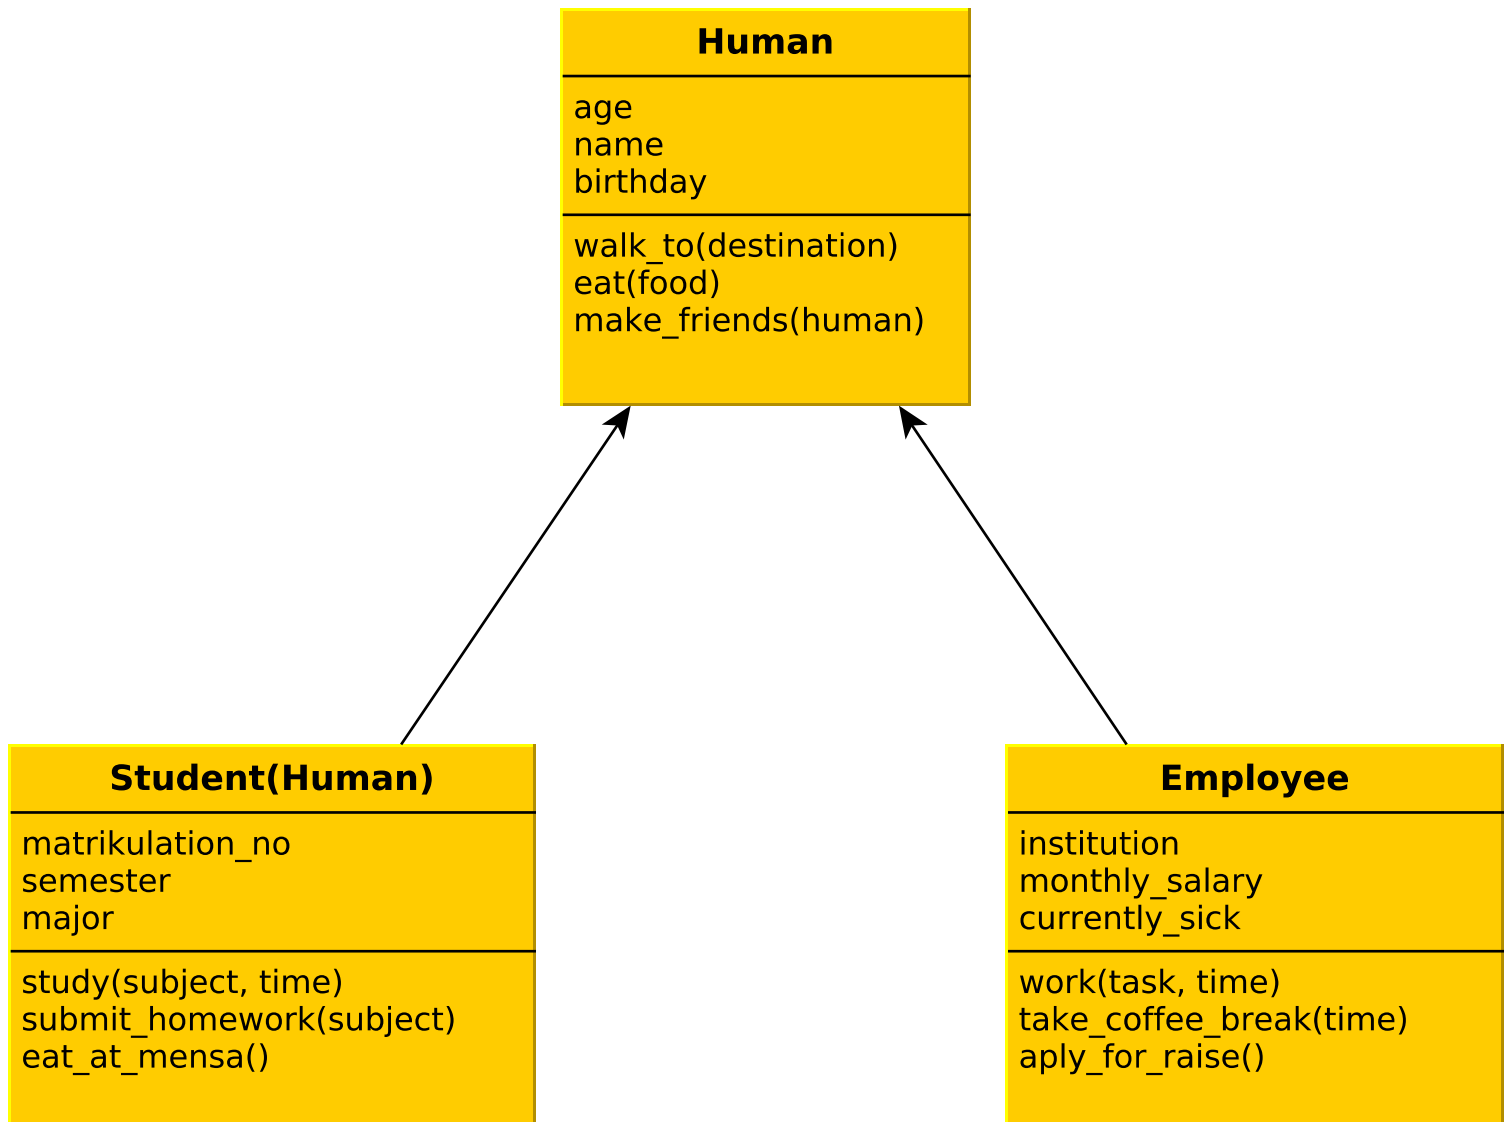 Human
age
name
birthday
walk_to(destination)
eat(food)
make_friends(human)
Student(Human)
matrikulation_no
semester
major
study(subject, time)
submit_homework(subject)
eat_at_mensa()
Employee
institution
monthly_salary
currently_sick
work(task, time)
take_coffee_break(time)
aply_for_raise()